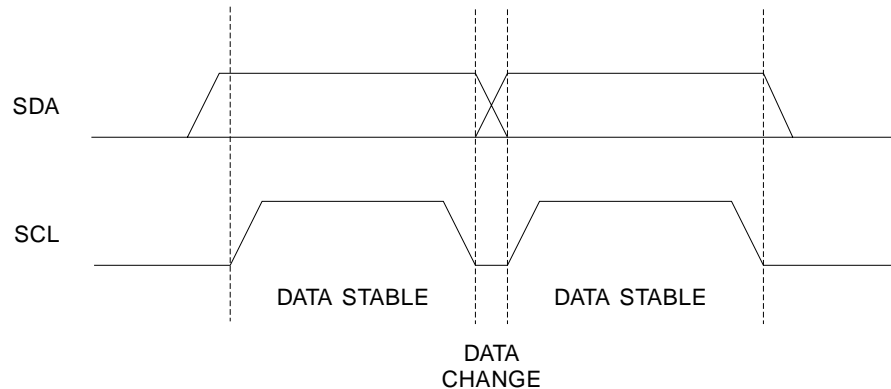 SDA
SCL
DATA STABLE
DATA STABLE
DATA
CHANGE